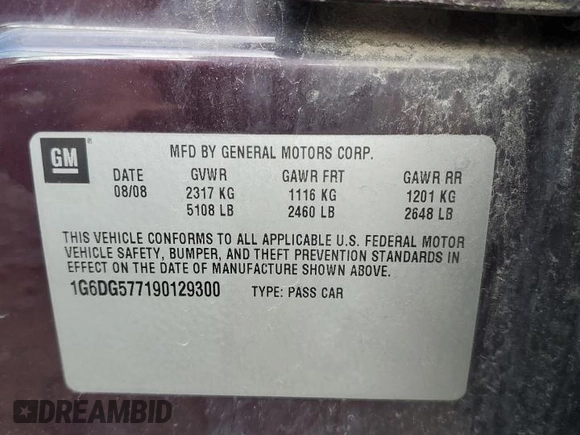 GM
MFD BY GENERAL MOTORS CORP.
DATE GVWR GAWR FRT GAWR RR
08/08 2317 KG 1116 KG 1201 KG
5108 LB 2460 LB 2648 LB
THIS VEHICLE CONFORMS TO ALL APPLICABLE U.S. FEDERAL MOTOR
VEHICLE SAFETY, BUMPER, AND THEFT PREVENTION STANDARDS IN
EFFECT ON THE DATE OF MANUFACTURE SHOWN ABOVE.
1G6DG577190129300 TYPE: PASS CAR
DREAMBID